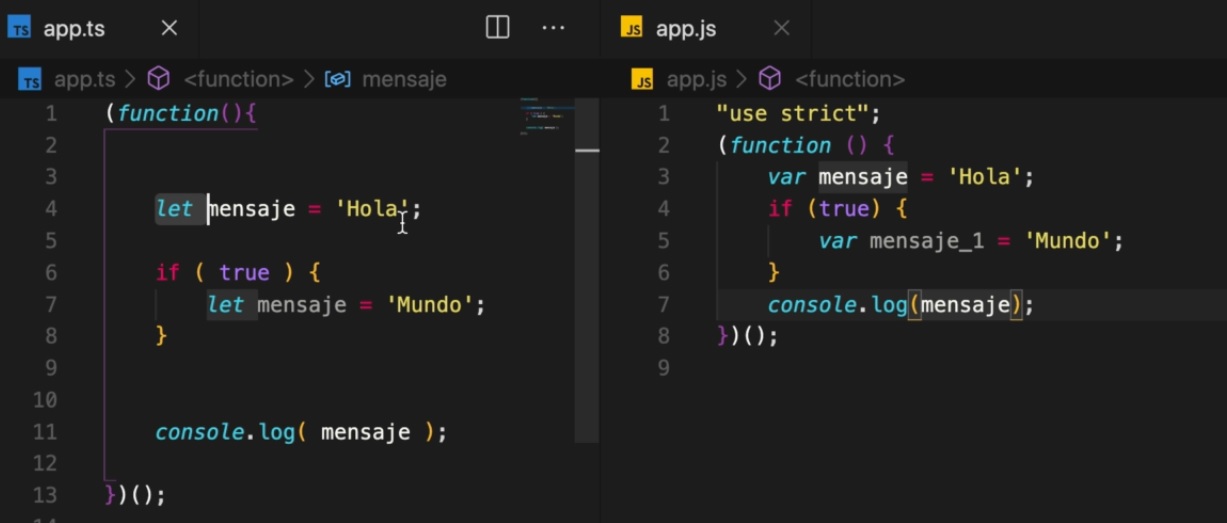 TS app.ts
TS app.ts > <function> > mensaje
1 (function(){
2
3
4 let mensaje = 'Hola';
5
6 if ( true ) {
7 let mensaje = 'Mundo';
8 }
9
10
11 console.log( mensaje );
12
13 })();
JS app.js
JS app.js > <function>
1 "use strict";
2 (function () {
3 var mensaje = 'Hola';
4 if (true) {
5 var mensaje_1 = 'Mundo';
6 }
7 console.log(mensaje);
8 })();
9